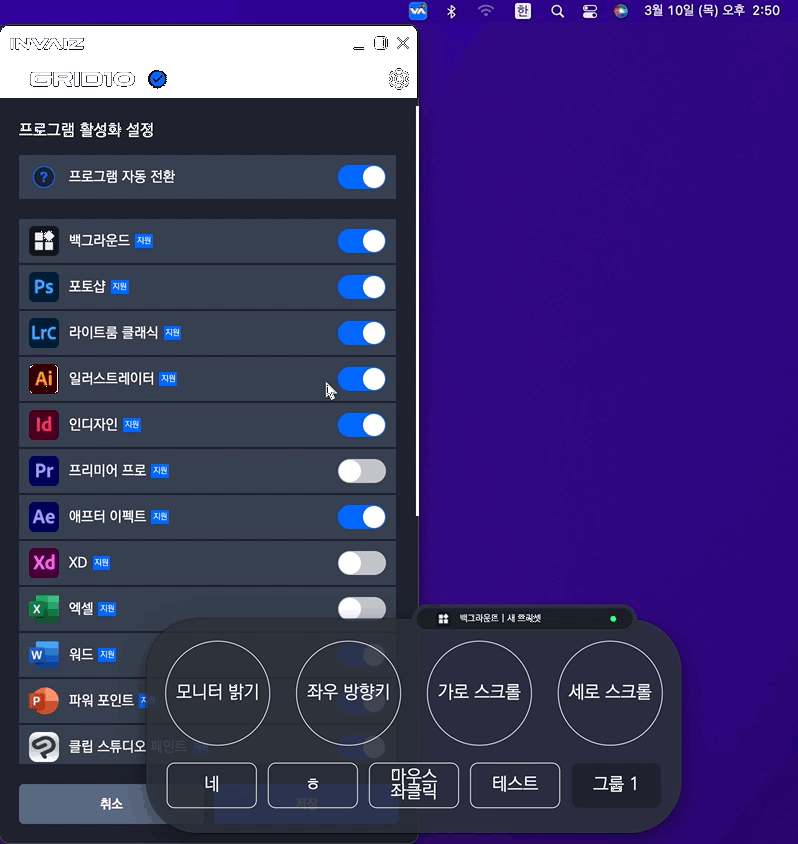 한
3월 10일 (목) 오후 2:50
INVAIZ
GRID10
프로그램 활성화 설정
? 프로그램 자동 전환
백그라운드 지원
Ps 포토샵 지원
LrC 라이트룸 클래식 지원
Ai 일러스트레이터 지원
Id 인디자인 지원
Pr 프리미어 프로 지원
Ae 애프터 이펙트 지원
Xd XD 지원
X 엑셀 지원
W 워드 지원
P 파워 포인트
클립 스튜디오 페인트
취소 저장
백그라운드 | 새 프리셋
모니터 밝기
좌우 방향키
가로 스크롤
세로 스크롤
네
ㅎ
마우스
좌클릭
테스트
그룹 1